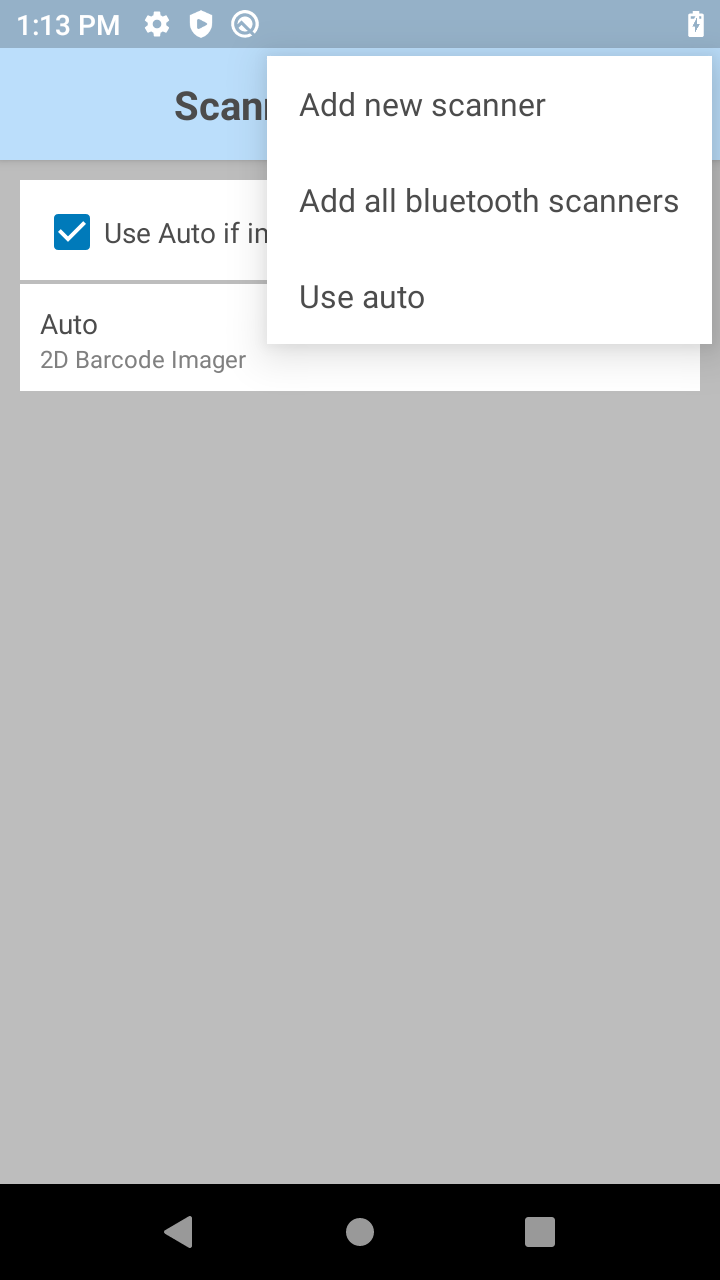 1:13 PM
Scan
Add new scanner
Add all bluetooth scanners
Use auto
Use Auto if in
Auto
2D Barcode Imager